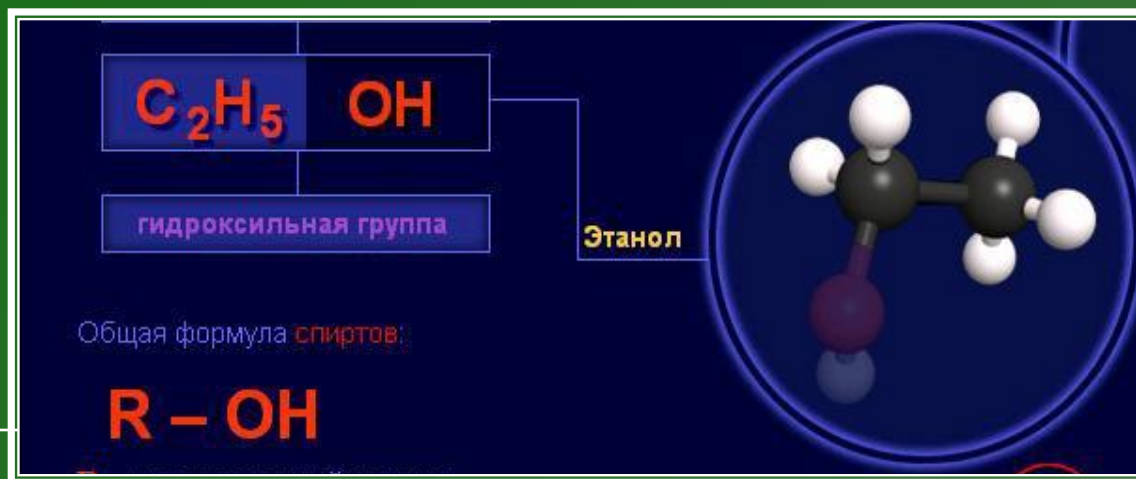 C₂H₅ OH
гидроксильная группа
Этанол
Общая формула спиртов:
R – OH